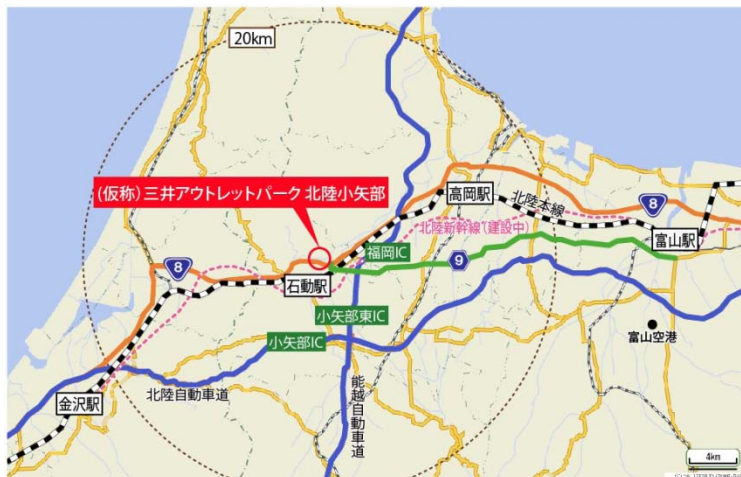 20km
(仮称)三井アウトレットパーク 北陸小矢部
高岡駅
北陸本線
8
北陸新幹線(建設中)
富山駅
福岡IC
9
8
石動駅
小矢部東IC
小矢部IC
富山空港
北陸自動車道
能越自動車道
金沢駅
4km